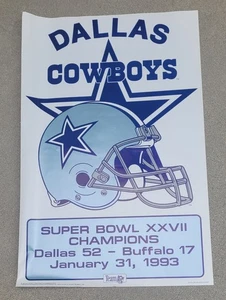 DALLAS
COWBOYS
SUPER BOWL XXVII
CHAMPIONS
Dallas 52 - Buffalo 17
January 31, 1993